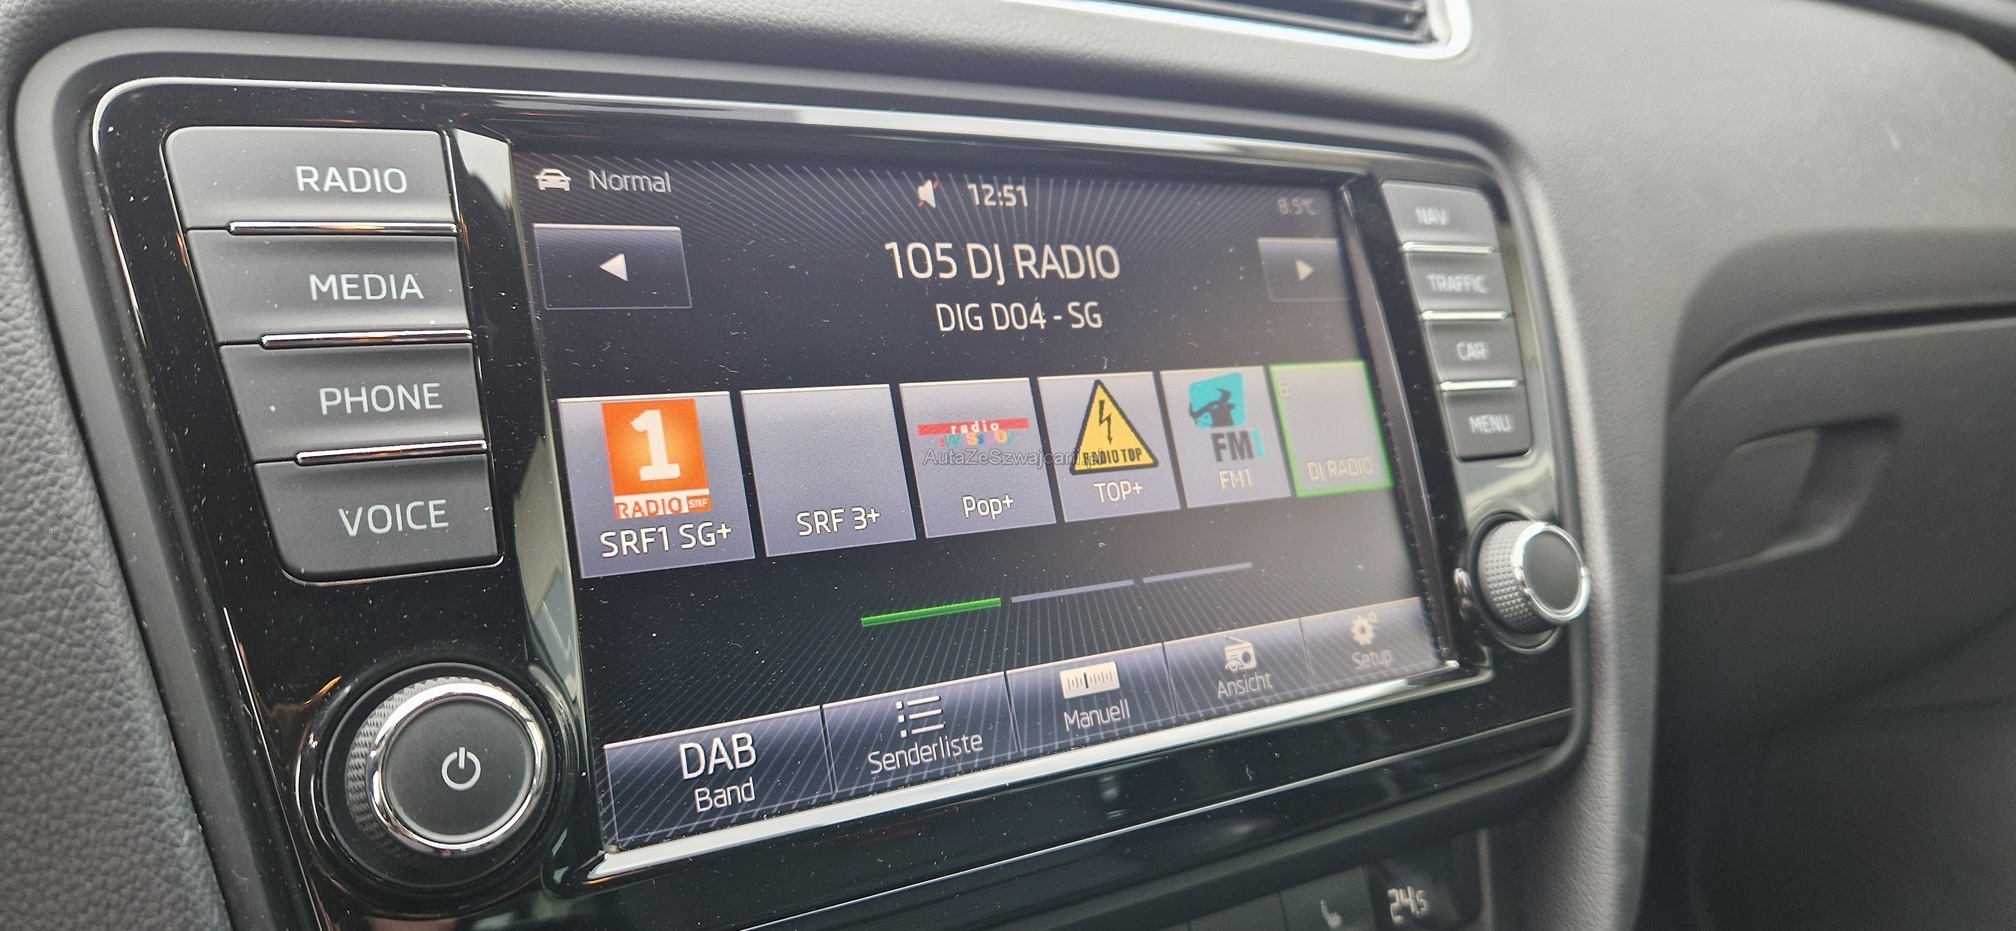 RADIO
MEDIA
PHONE
VOICE
Normal
12:51
8.5°C
105 DJ RADIO
DIG D04 - SG
1
RADIO SRF
SRF1 SG+
SRF 3+
radio
Pop+
RADIO TOP
TOP+
FM1
FM1
6
DJ RADIO
DAB
Band
Senderliste
Manuell
Ansicht
Setup
NAV
TRAFFIC
CAR
MENU
24.5